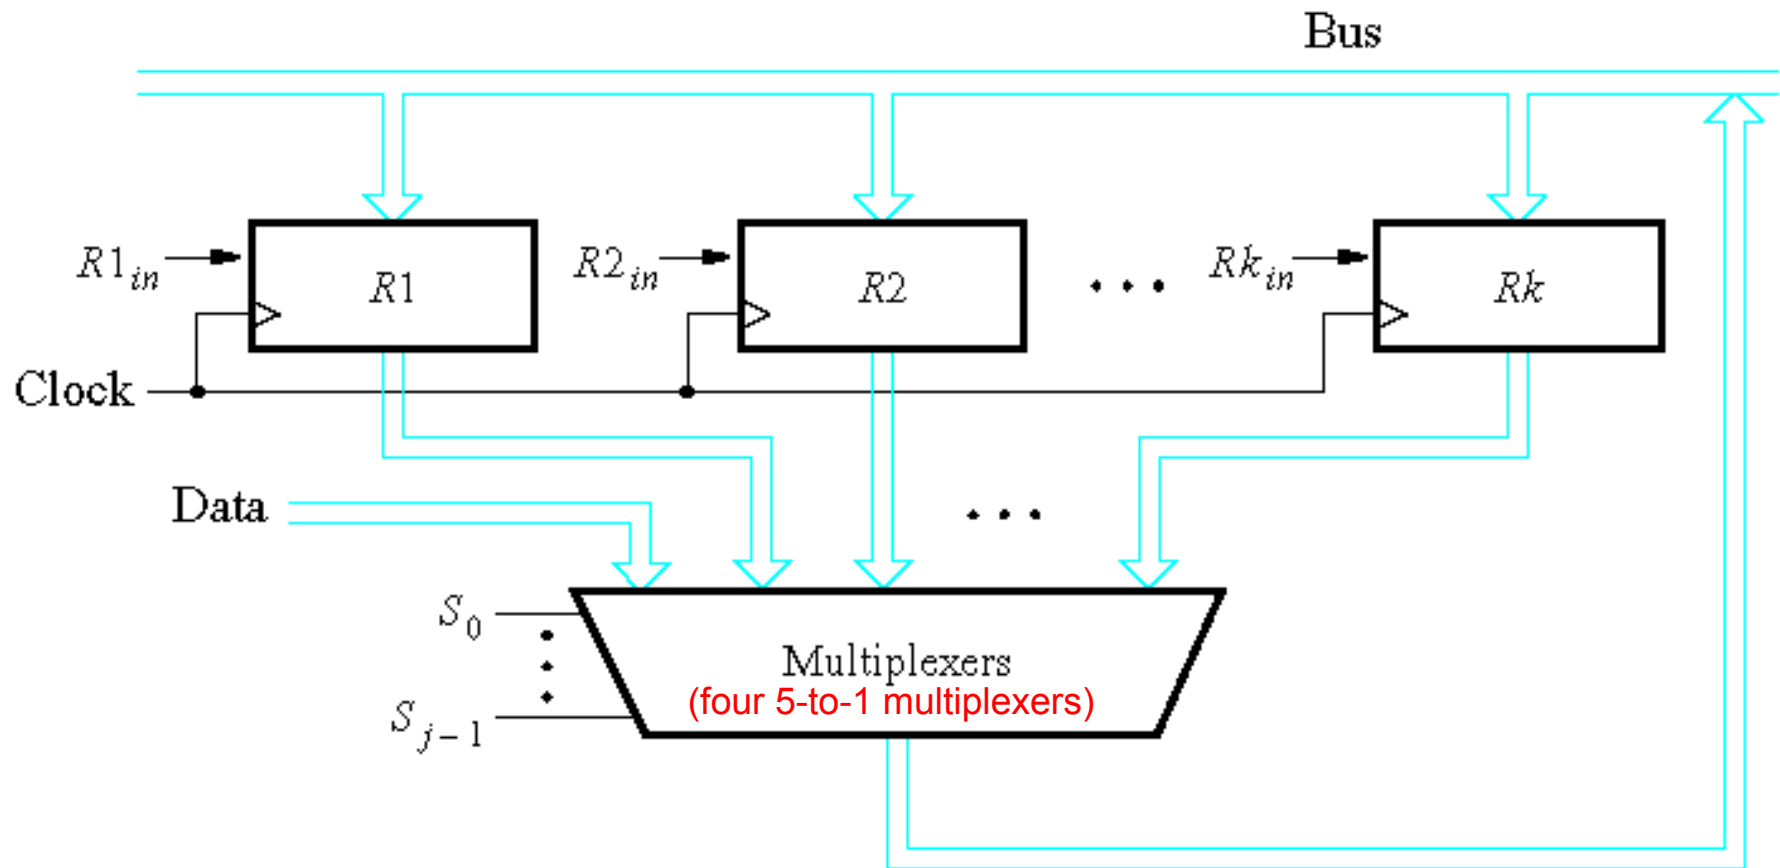 Bus
R1in
R1
R2in
R2
• • •
Rkin
Rk
Clock
Data
• • •
S0
Multiplexers
(four 5-to-1 multiplexers)
Sj−1